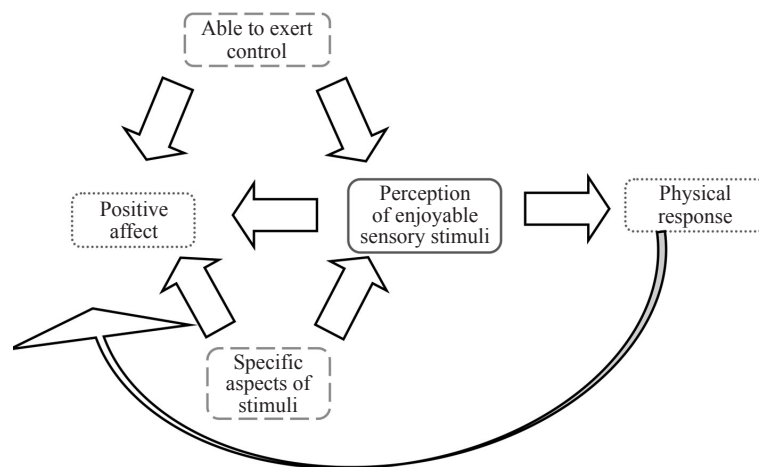 Able to exert
control
Positive
affect
Perception
of enjoyable
sensory stimuli
Physical
response
Specific
aspects of
stimuli